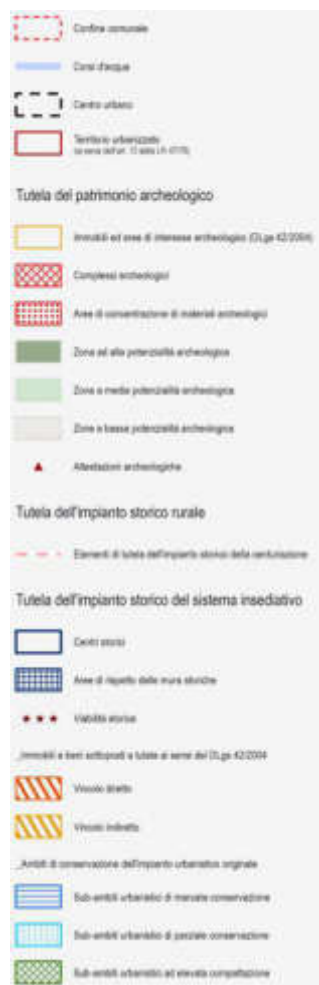 Confine comunale
Corsi d'acqua
Centro urbano
Territorio urbanizzato
Tutela del patrimonio archeologico
Immobili ed aree di interesse archeologico (DLgs 42/2004)
Complessi archeologici
Aree di concentrazione di materiali archeologici
Zone ad alta potenzialità archeologica
Zone a media potenzialità archeologica
Zone a bassa potenzialità archeologica
Attestazioni archeologiche
Tutela dell'impianto storico rurale
Elementi di tutela dell'impianto storico della centuriazione
Tutela dell'impianto storico del sistema insediativo
Centri storici
Aree di rispetto delle mura storiche
Viabilità storica
_Immobili e beni sottoposti a tutela ai sensi del DLgs 42/2004
Vincolo diretto
Vincolo indiretto
_Ambiti di conservazione dell'impianto urbanistico originale
Sub-ambiti urbanistici di marcata conservazione
Sub-ambiti urbanistici di parziale conservazione
Sub-ambiti urbanistici ad elevata compattazione